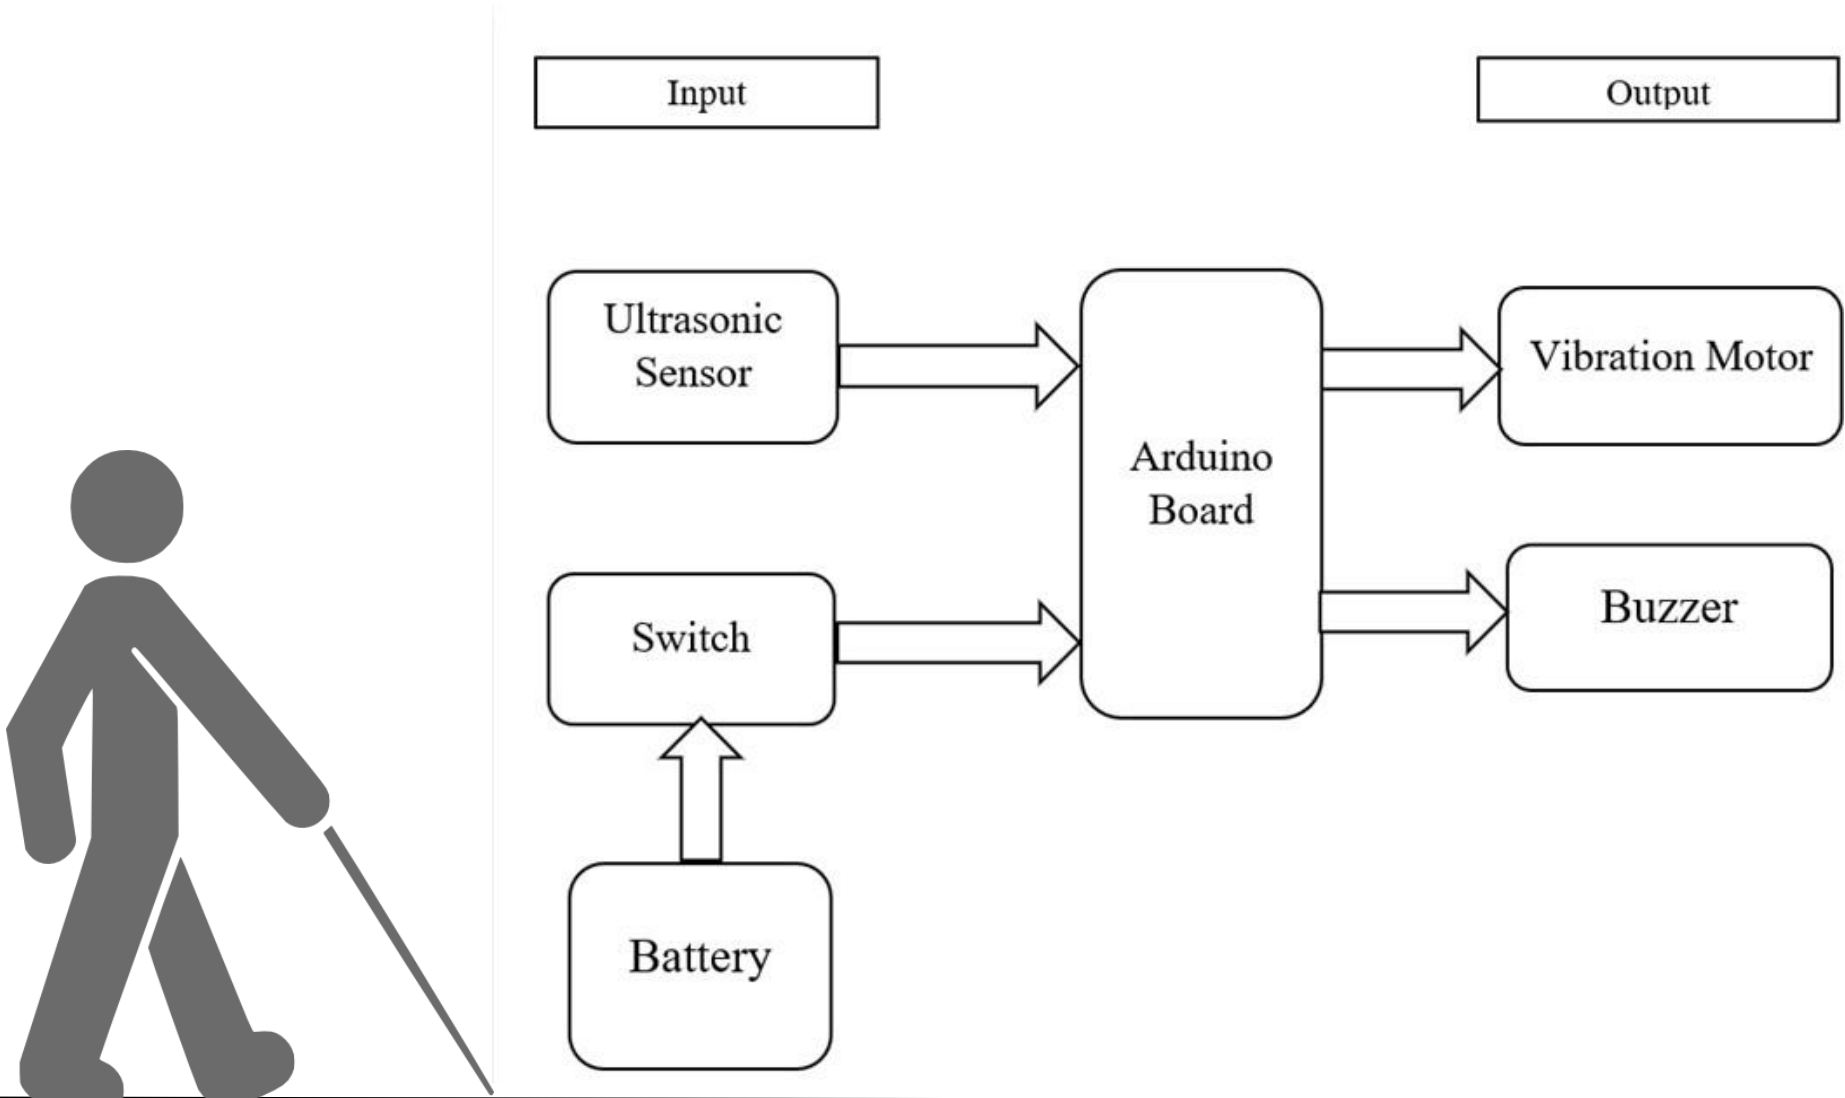 Input
Output
Ultrasonic
Sensor
Vibration Motor
Arduino
Board
Switch
Buzzer
Battery